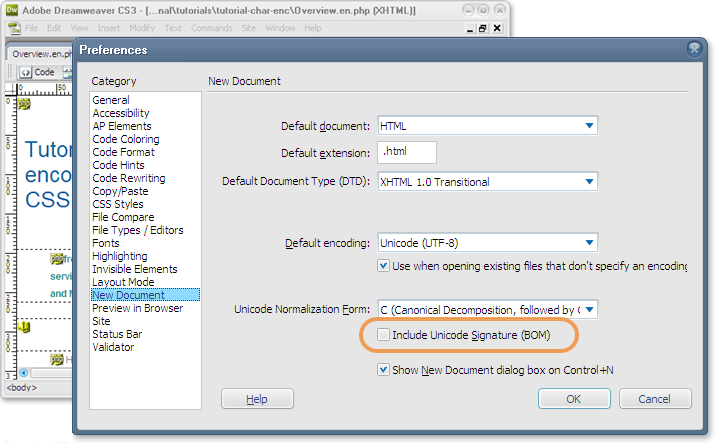 Adobe Dreamweaver CS3 - [...nal\tutorials\tutorial-char-enc\Overview.en.php (XHTML)]
File Edit View Insert Modify Text Commands Site Window Help
Overview.en.ph
Code
0 50
Tutor
enco
CSS
fro
servi
and N
H
<body>
Preferences
Category
General
Accessibility
AP Elements
Code Coloring
Code Format
Code Hints
Code Rewriting
Copy/Paste
CSS Styles
File Compare
File Types / Editors
Fonts
Highlighting
Invisible Elements
Layout Mode
New Document
Preview in Browser
Site
Status Bar
Validator
New Document
Default document: HTML
Default extension: .html
Default Document Type (DTD): XHTML 1.0 Transitional
Default encoding: Unicode (UTF-8)
Use when opening existing files that don't specify an encoding
Unicode Normalization Form: C (Canonical Decomposition, followed by C
Include Unicode Signature (BOM)
Show New Document dialog box on Control+N
Help OK Cancel